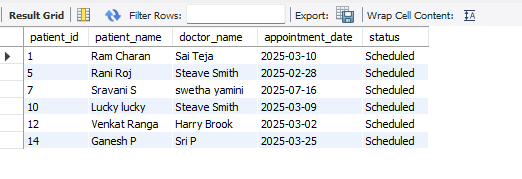 Result Grid Filter Rows: Export: Wrap Cell Content:
patient_id patient_name doctor_name appointment_date status
1 Ram Charan Sai Teja 2025-03-10 Scheduled
5 Rani Roj Steave Smith 2025-02-28 Scheduled
7 Sravani S swetha yamini 2025-07-16 Scheduled
10 Lucky lucky Steave Smith 2025-03-09 Scheduled
12 Venkat Ranga Harry Brook 2025-03-02 Scheduled
14 Ganesh P Sri P 2025-03-25 Scheduled